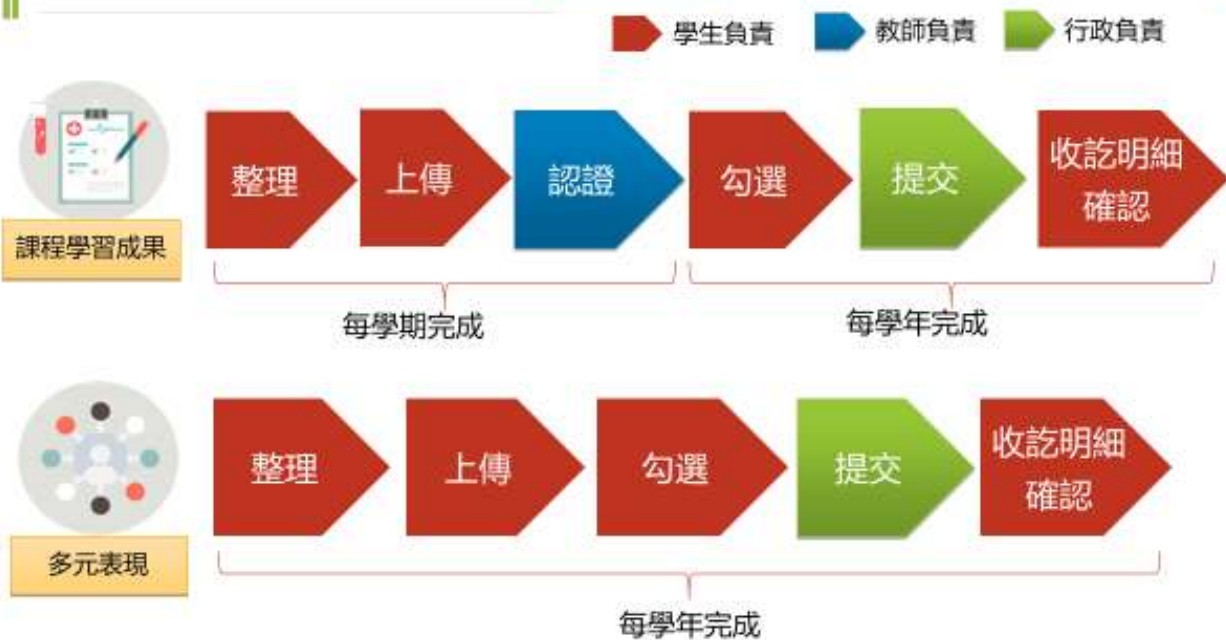 學生負責
教師負責
行政負責
課程學習成果
整理
上傳
認證
勾選
提交
收訖明細
確認
每學期完成
每學年完成
多元表現
整理
上傳
勾選
提交
收訖明細
確認
每學年完成